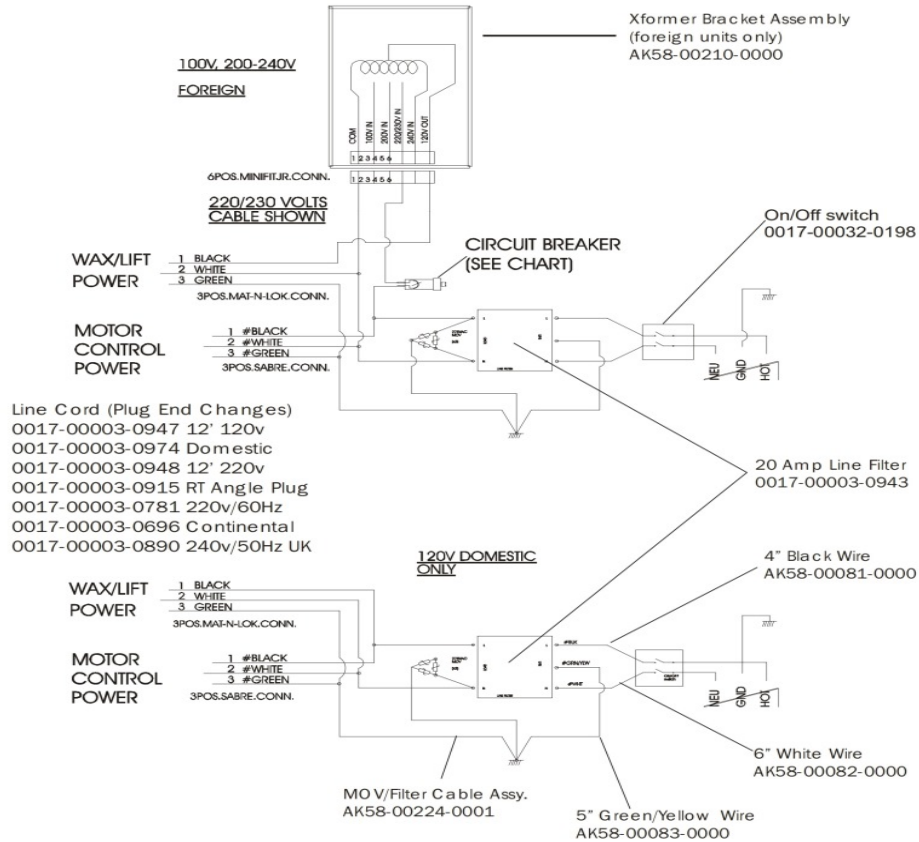 Xformer Bracket Assembly
(foreign units only)
AK58-00210-0000
100V, 200-240V
FOREIGN
COM
100V IN
200V IN
220/230V IN
240V IN
120V OUT
1 2 3 4 5 6
6POS.MINIFITJR.CONN.
1 2 3 4 5 6
220/230 VOLTS
CABLE SHOWN
On/Off switch
0017-00032-0198
CIRCUIT BREAKER
(SEE CHART)
WAX/LIFT
POWER
1 BLACK
2 WHITE
3 GREEN
3POS.MAT-N-LOK.CONN.
MOTOR
CONTROL
POWER
1 #BLACK
2 #WHITE
3 #GREEN
3POS.SABRE.CONN.
LINE FILTER
NEU
GND
HOT
Line Cord (Plug End Changes)
0017-00003-0947 12' 120v
0017-00003-0974 Domestic
0017-00003-0948 12' 220v
0017-00003-0915 RT Angle Plug
0017-00003-0781 220v/60Hz
0017-00003-0696 Continental
0017-00003-0890 240v/50Hz UK
20 Amp Line Filter
0017-00003-0943
120V DOMESTIC
ONLY
4" Black Wire
AK58-00081-0000
WAX/LIFT
POWER
1 BLACK
2 WHITE
3 GREEN
3POS.MAT-N-LOK.CONN.
MOTOR
CONTROL
POWER
1 #BLACK
2 #WHITE
3 #GREEN
3POS.SABRE.CONN.
LINE FILTER
#BLK
#GRN/YEW
#WHT
NEU
GND
HOT
6" White Wire
AK58-00082-0000
MOV/Filter Cable Assy.
AK58-00224-0001
5" Green/Yellow Wire
AK58-00083-0000